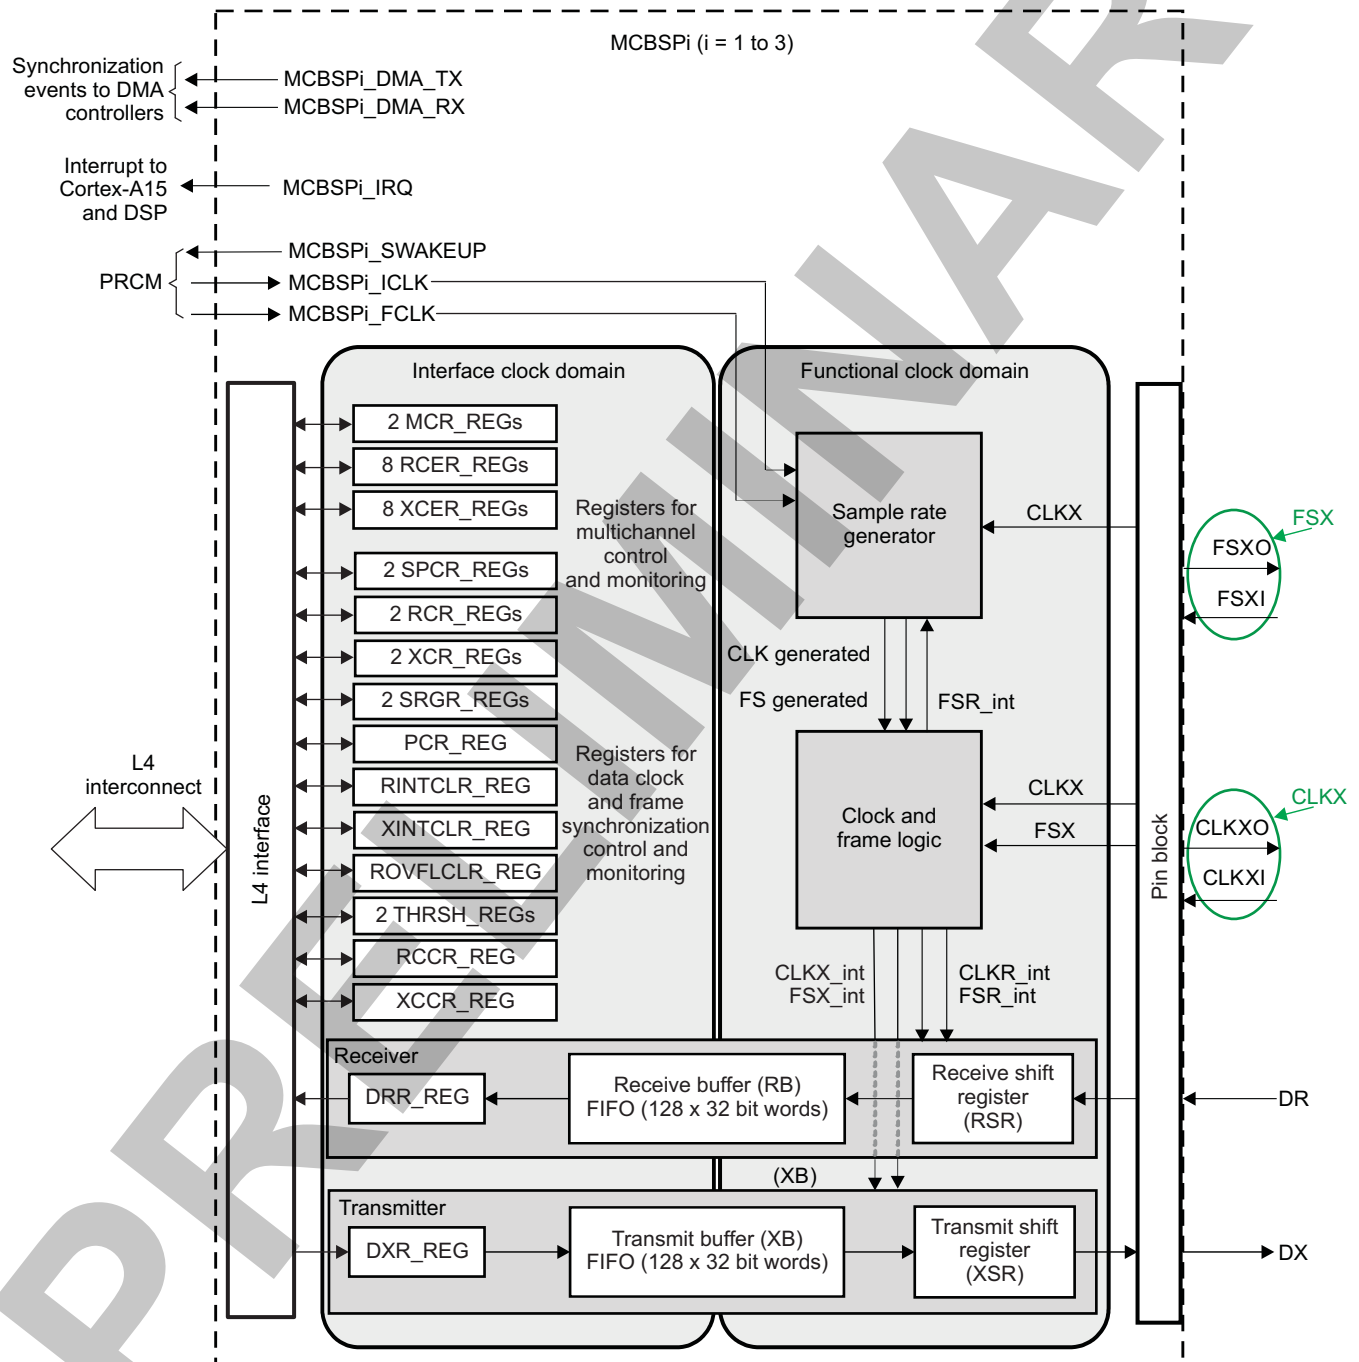 MCBSPi (i = 1 to 3)
Synchronization
events to DMA
controllers
MCBSPi_DMA_TX
MCBSPi_DMA_RX
Interrupt to
Cortex-A15
and DSP
MCBSPi_IRQ
PRCM
MCBSPi_SWAKEUP
MCBSPi_ICLK
MCBSPi_FCLK
Interface clock domain
Functional clock domain
2 MCR_REGs
8 RCER_REGs
8 XCER_REGs
Registers for
multichannel
control
and monitoring
2 SPCR_REGs
2 RCR_REGs
2 XCR_REGs
2 SRGR_REGs
PCR_REG
RINTCLR_REG
XINTCLR_REG
ROVFLCLR_REG
2 THRSH_REGs
RCCR_REG
XCCR_REG
Registers for
data clock
and frame
synchronization
control and
monitoring
L4
interconnect
L4 interface
Sample rate
generator
CLKX
CLK generated
FS generated
FSR_int
Clock and
frame logic
CLKX
FSX
CLKX_int
FSX_int
CLKR_int
FSR_int
Pin block
FSX
FSXO
FSXI
CLKX
CLKXO
CLKXI
Receiver
DRR_REG
Receive buffer (RB)
FIFO (128 x 32 bit words)
Receive shift
register
(RSR)
DR
(XB)
Transmitter
DXR_REG
Transmit buffer (XB)
FIFO (128 x 32 bit words)
Transmit shift
register
(XSR)
DX
PRELIMINAR